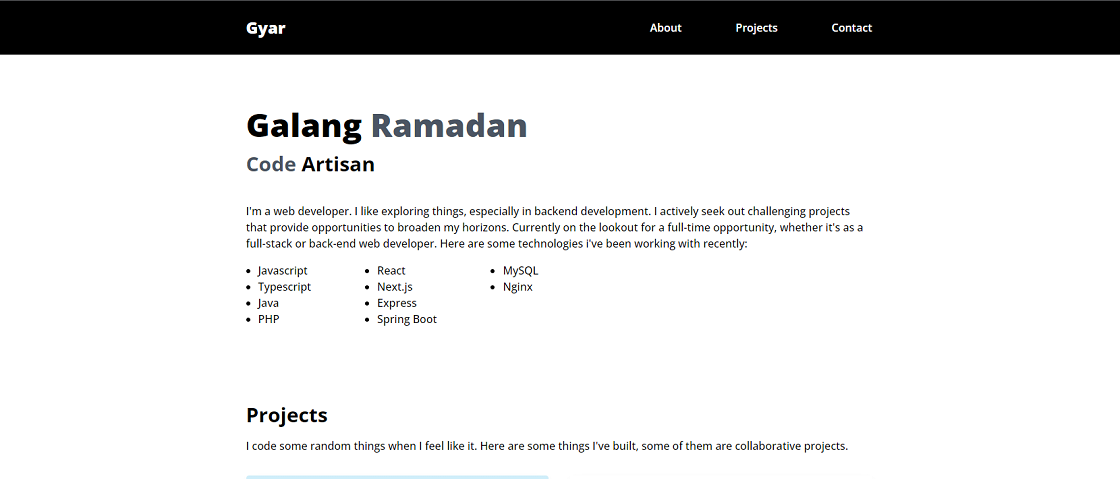 Gyar
About
Projects
Contact
Galang Ramadan
Code Artisan
I'm a web developer. I like exploring things, especially in backend development. I actively seek out challenging projects
that provide opportunities to broaden my horizons. Currently on the lookout for a full-time opportunity, whether it's as a
full-stack or back-end web developer. Here are some technologies i've been working with recently:
Javascript
Typescript
Java
PHP
React
Next.js
Express
Spring Boot
MySQL
Nginx
Projects
I code some random things when I feel like it. Here are some things I've built, some of them are collaborative projects.